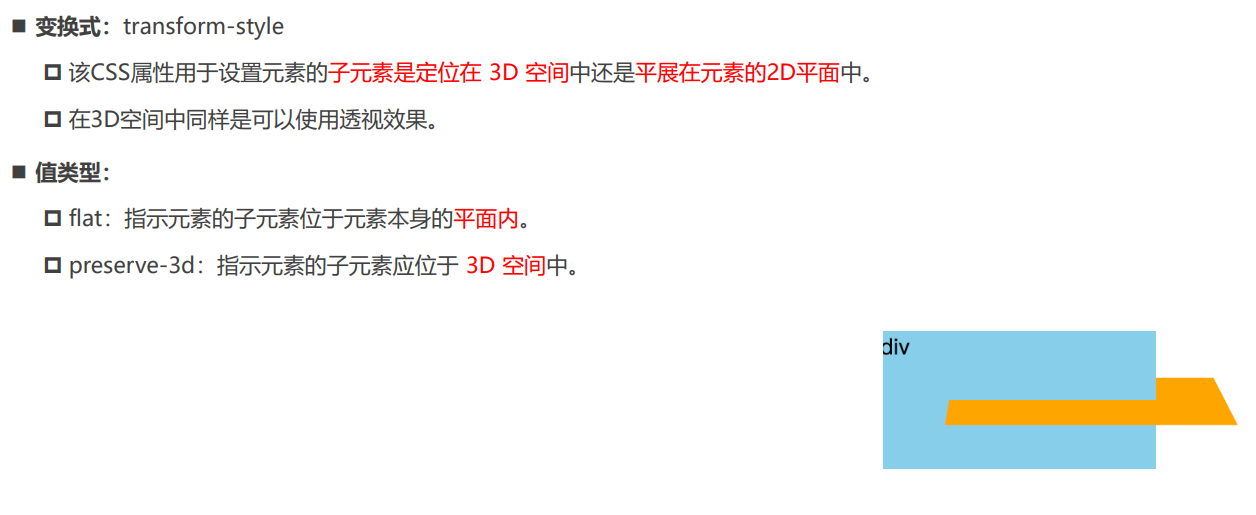 变换式：transform-style
该CSS属性用于设置元素的子元素是定位在 3D 空间中还是平展在元素的2D平面中。
在3D空间中同样是可以使用透视效果。
值类型：
flat：指示元素的子元素位于元素本身的平面内。
preserve-3d：指示元素的子元素应位于 3D 空间中。
div